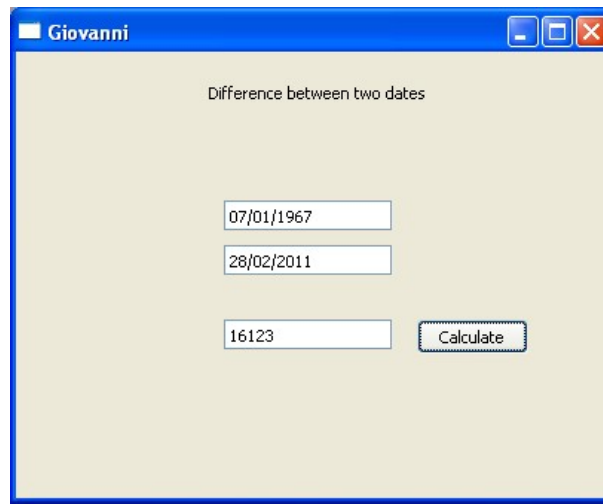 Giovanni
Difference between two dates
07/01/1967
28/02/2011
16123 Calculate